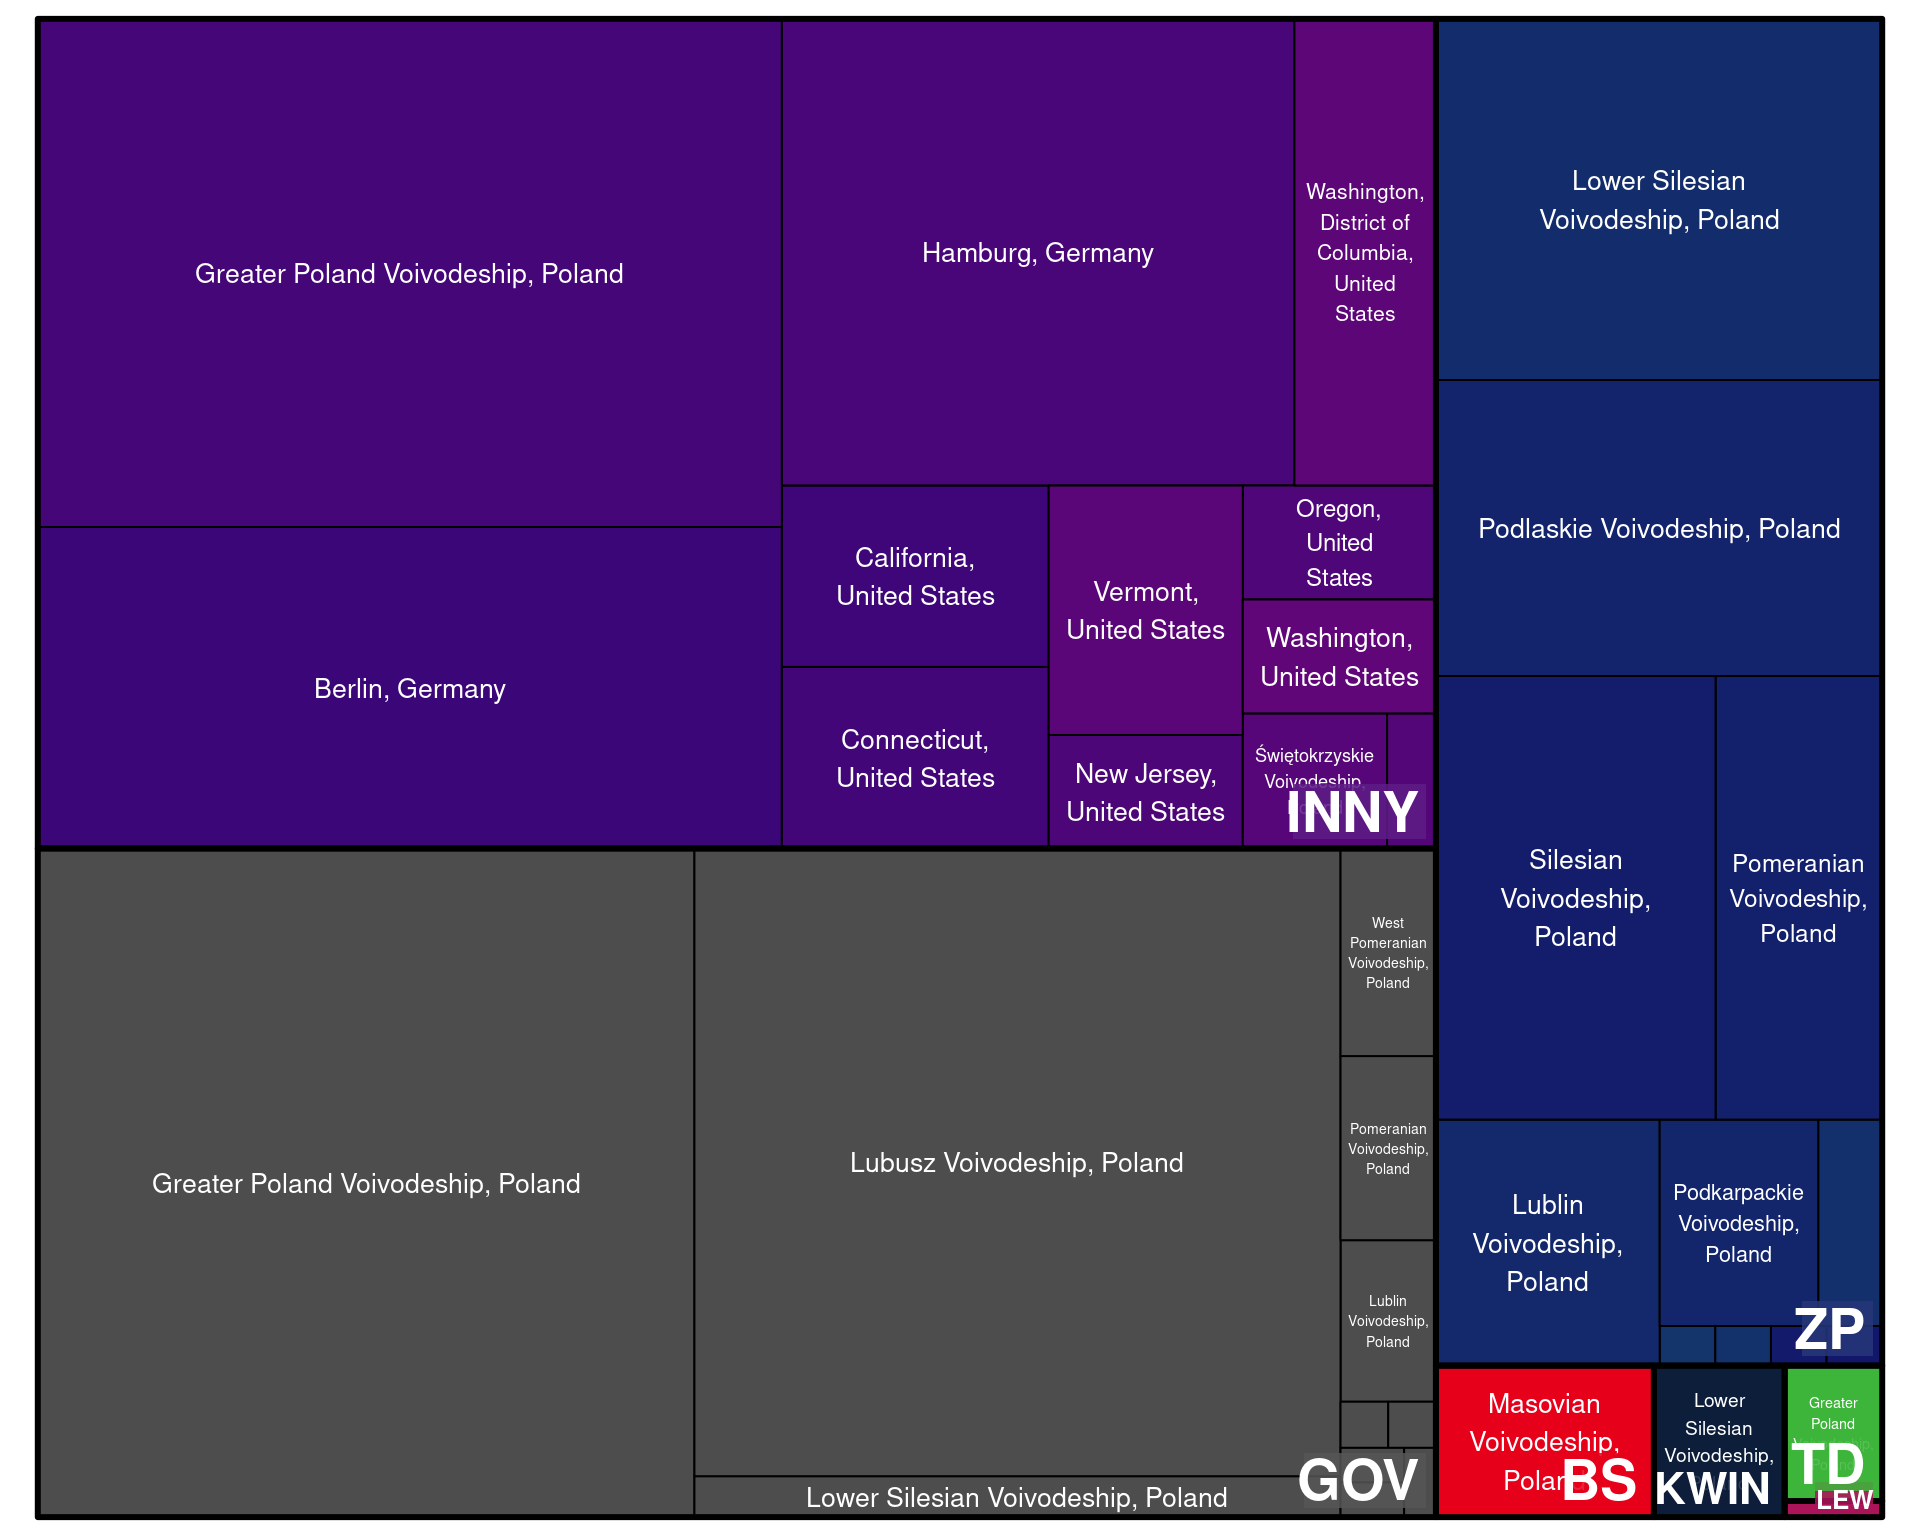 Greater Poland Voivodeship, Poland
Berlin, Germany
Hamburg, Germany
Washington,
District of
Columbia,
United
States
California,
United States
Connecticut,
United States
Vermont,
United States
New Jersey,
United States
Oregon,
United
States
Washington,
United States
Świętokrzyskie
Voivodeship,
INNY
Greater Poland Voivodeship, Poland
Lubusz Voivodeship, Poland
Lower Silesian Voivodeship, Poland
West
Pomeranian
Voivodeship,
Poland
Pomeranian
Voivodeship,
Poland
Lublin
Voivodeship,
Poland
GOV
Lower Silesian
Voivodeship, Poland
Podlaskie Voivodeship, Poland
Silesian
Voivodeship,
Poland
Pomeranian
Voivodeship,
Poland
Lublin
Voivodeship,
Poland
Podkarpackie
Voivodeship,
Poland
ZP
Masovian
Voivodeship,
Poland
BS
Lower
Silesian
Voivodeship,
KWIN
Greater
Poland
TD
LEW